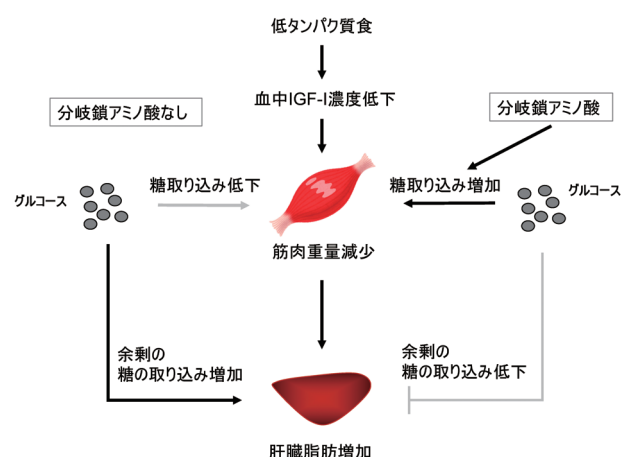 低タンパク質食
血中IGF-I濃度低下
分岐鎖アミノ酸なし
分岐鎖アミノ酸
グルコース
糖取り込み低下
糖取り込み増加
グルコース
筋肉重量減少
余剰の
糖の取り込み増加
余剰の
糖の取り込み低下
肝臓脂肪増加